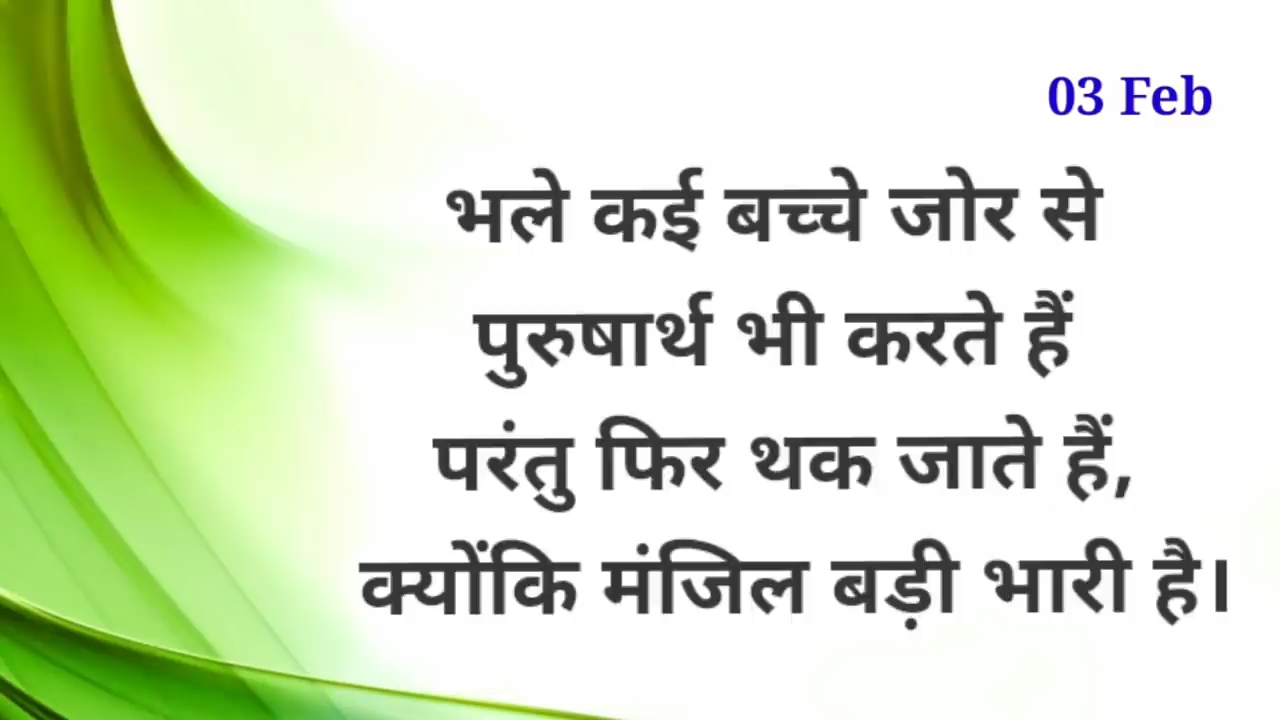 03 Feb
भले कई बच्चे जोर से
पुरुषार्थ भी करते हैं
परंतु फिर थक जाते हैं,
क्योंकि मंजिल बड़ी भारी है।